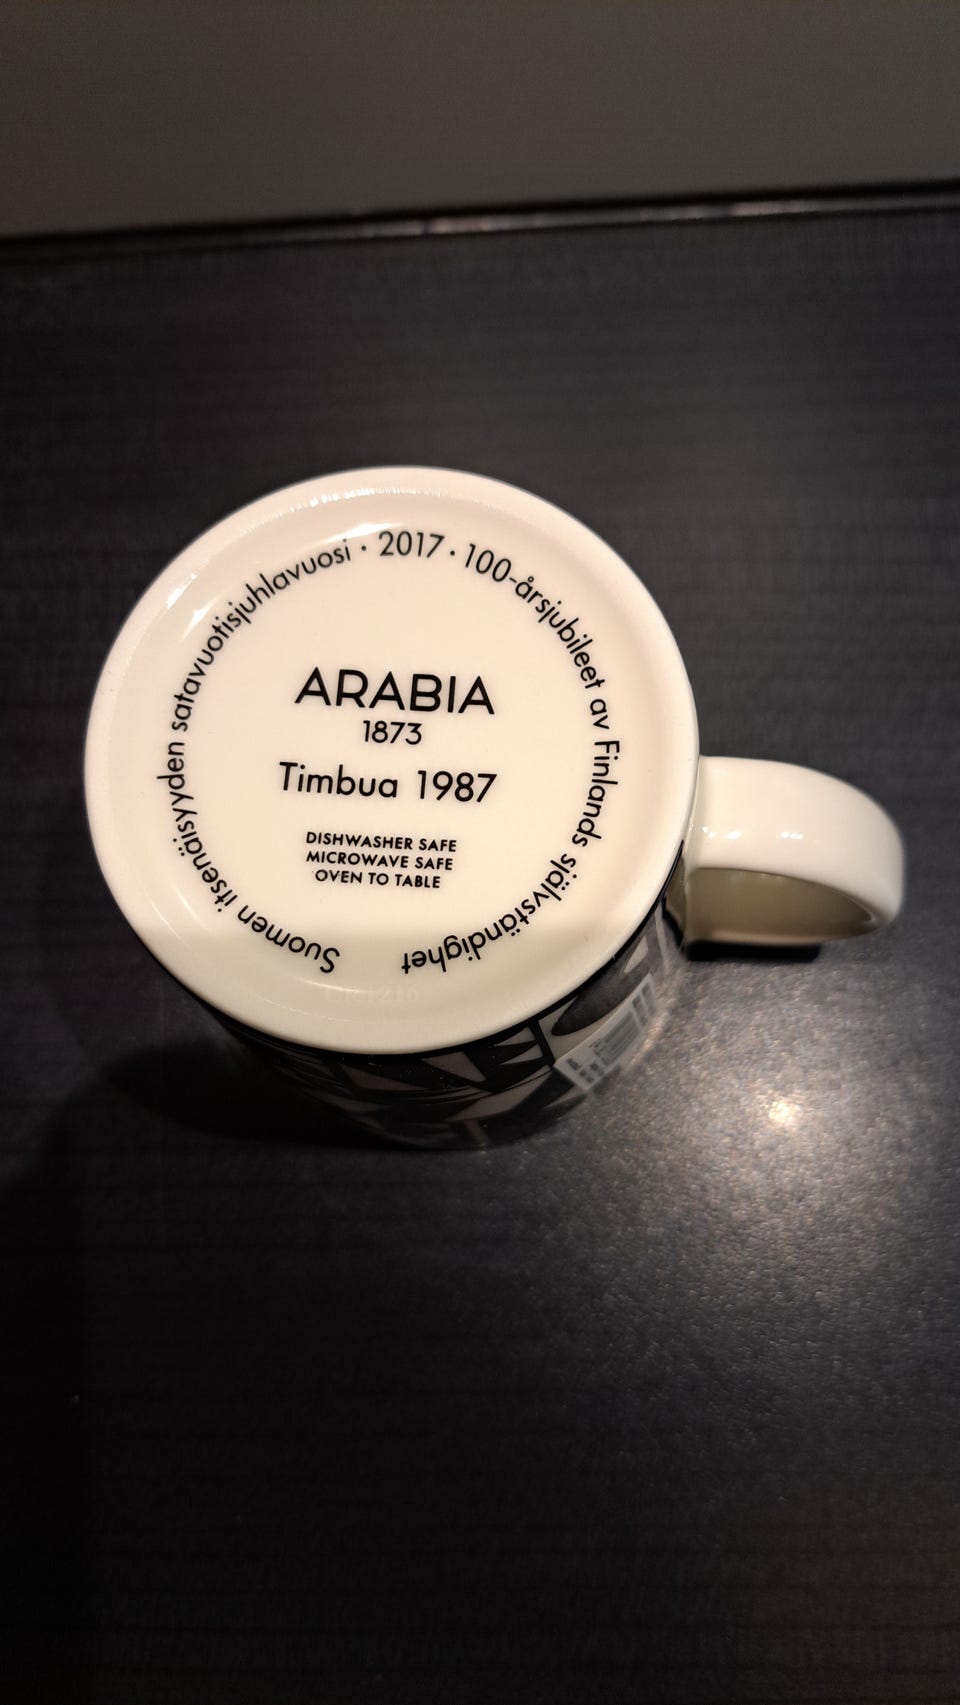 Suomen itsenäisyyden satavuotisjuhlavuosi · 2017 · 100-årsjubileet av Finlands självständighet
ARABIA
1873
Timbua 1987
DISHWASHER SAFE
MICROWAVE SAFE
OVEN TO TABLE